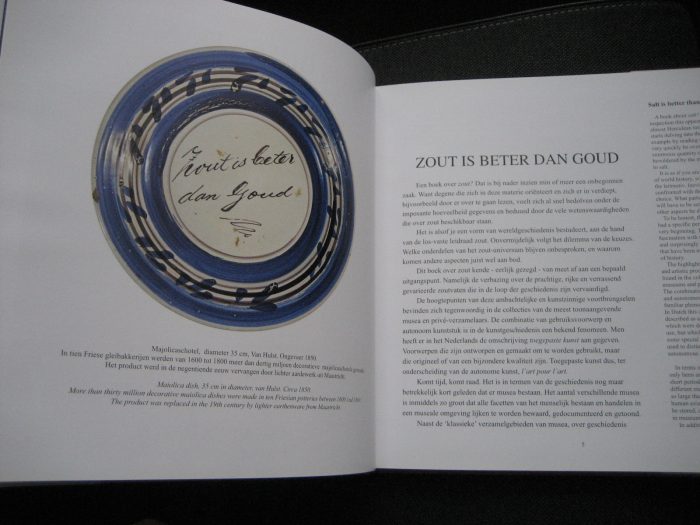 Zout is beter
dan Goud
Majolicaschotel, diameter 35 cm, Van Hulst. Ongeveer 1850.
In tien Friese gleibakkerijen werden van 1600 tot 1800 meer dan dertig miljoen decoratieve majolicaschotels gemaakt.
Het product werd in de negentiende eeuw vervangen door lichter aardewerk uit Maastricht.
Maiolica dish, 35 cm in diameter, van Hulst. Circa 1850.
More than thirty million decorative maiolica dishes were made in ten Friesian potteries between 1600 and 1800.
The product was replaced in the 19th century by lighter earthenware from Maastricht.
ZOUT IS BETER DAN GOUD
Een boek over zout? Dat is bij nader inzien min of meer een onbegonnen
zaak. Want degene die zich in deze materie oriënteert en zich er in verdiept,
bijvoorbeeld door er over te gaan lezen, voelt zich al snel bedolven onder de
imposante hoeveelheid gegevens en beduusd door de vele wetenswaardigheden
die over zout beschikbaar staan.
Het is alsof je een vorm van wereldgeschiedenis bestudeert, aan de hand
van de los-vaste leidraad zout. Onvermijdelijk volgt het dilemma van de keuzes.
Welke onderdelen van het zout-universum blijven onbesproken, en waarom
komen andere aspecten juist wel aan bod.
Dit boek over zout kende - eerlijk gezegd - van meet af aan een bepaald
uitgangspunt. Namelijk de verbazing over de prachtige, rijke en verrassend
gevarieerde zoutvaten die in de loop der geschiedenis zijn vervaardigd.
De hoogtepunten van deze ambachtelijke en kunstzinnige voortbrengselen
bevinden zich tegenwoordig in de collecties van de meest toonaangevende
musea en privé-verzamelaars. De combinatie van gebruiksvoorwerp en
autonoom kunststuk is in de kunstgeschiedenis een bekend fenomeen. Men
heeft er in het Nederlands de omschrijving toegepaste kunst aan gegeven.
Voorwerpen die zijn ontworpen en gemaakt om te worden gebruikt, maar
die origineel of van een bijzondere kwaliteit zijn. Toegepaste kunst dus, ter
onderscheiding van de autonome kunst, l'art pour l'art.
Komt tijd, komt raad. Het is in termen van de geschiedenis nog maar
betrekkelijk kort geleden dat er musea bestaan. Het aantal verschillende musea
is inmiddels zo groot dat alle facetten van het menselijk bestaan en handelen in
een museale omgeving lijken te worden bewaard, gedocumenteerd en getoond.
Naast de 'klassieke' verzamelgebieden van musea, over geschiedenis
5
Salt is better than
A book about salt?